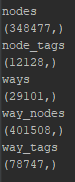 nodes
(348477,)
node_tags
(12128,)
ways
(29101,)
way_nodes
(401508,)
way_tags
(78747,)